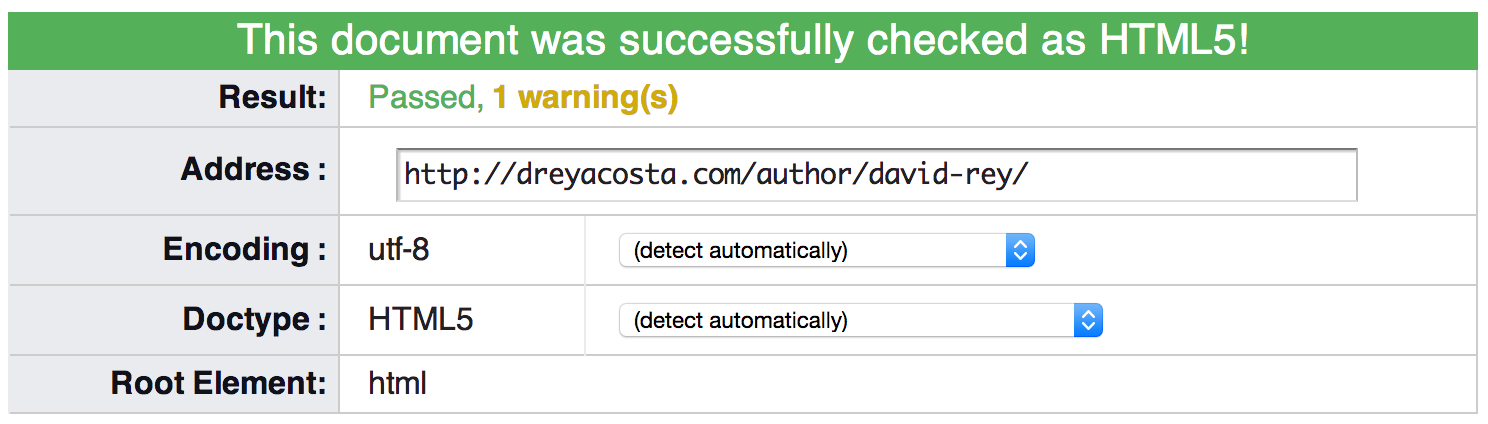 This document was successfully checked as HTML5!
Result: Passed, 1 warning(s)
Address : http://dreyacosta.com/author/david-rey/
Encoding : utf-8 (detect automatically)
Doctype : HTML5 (detect automatically)
Root Element: html